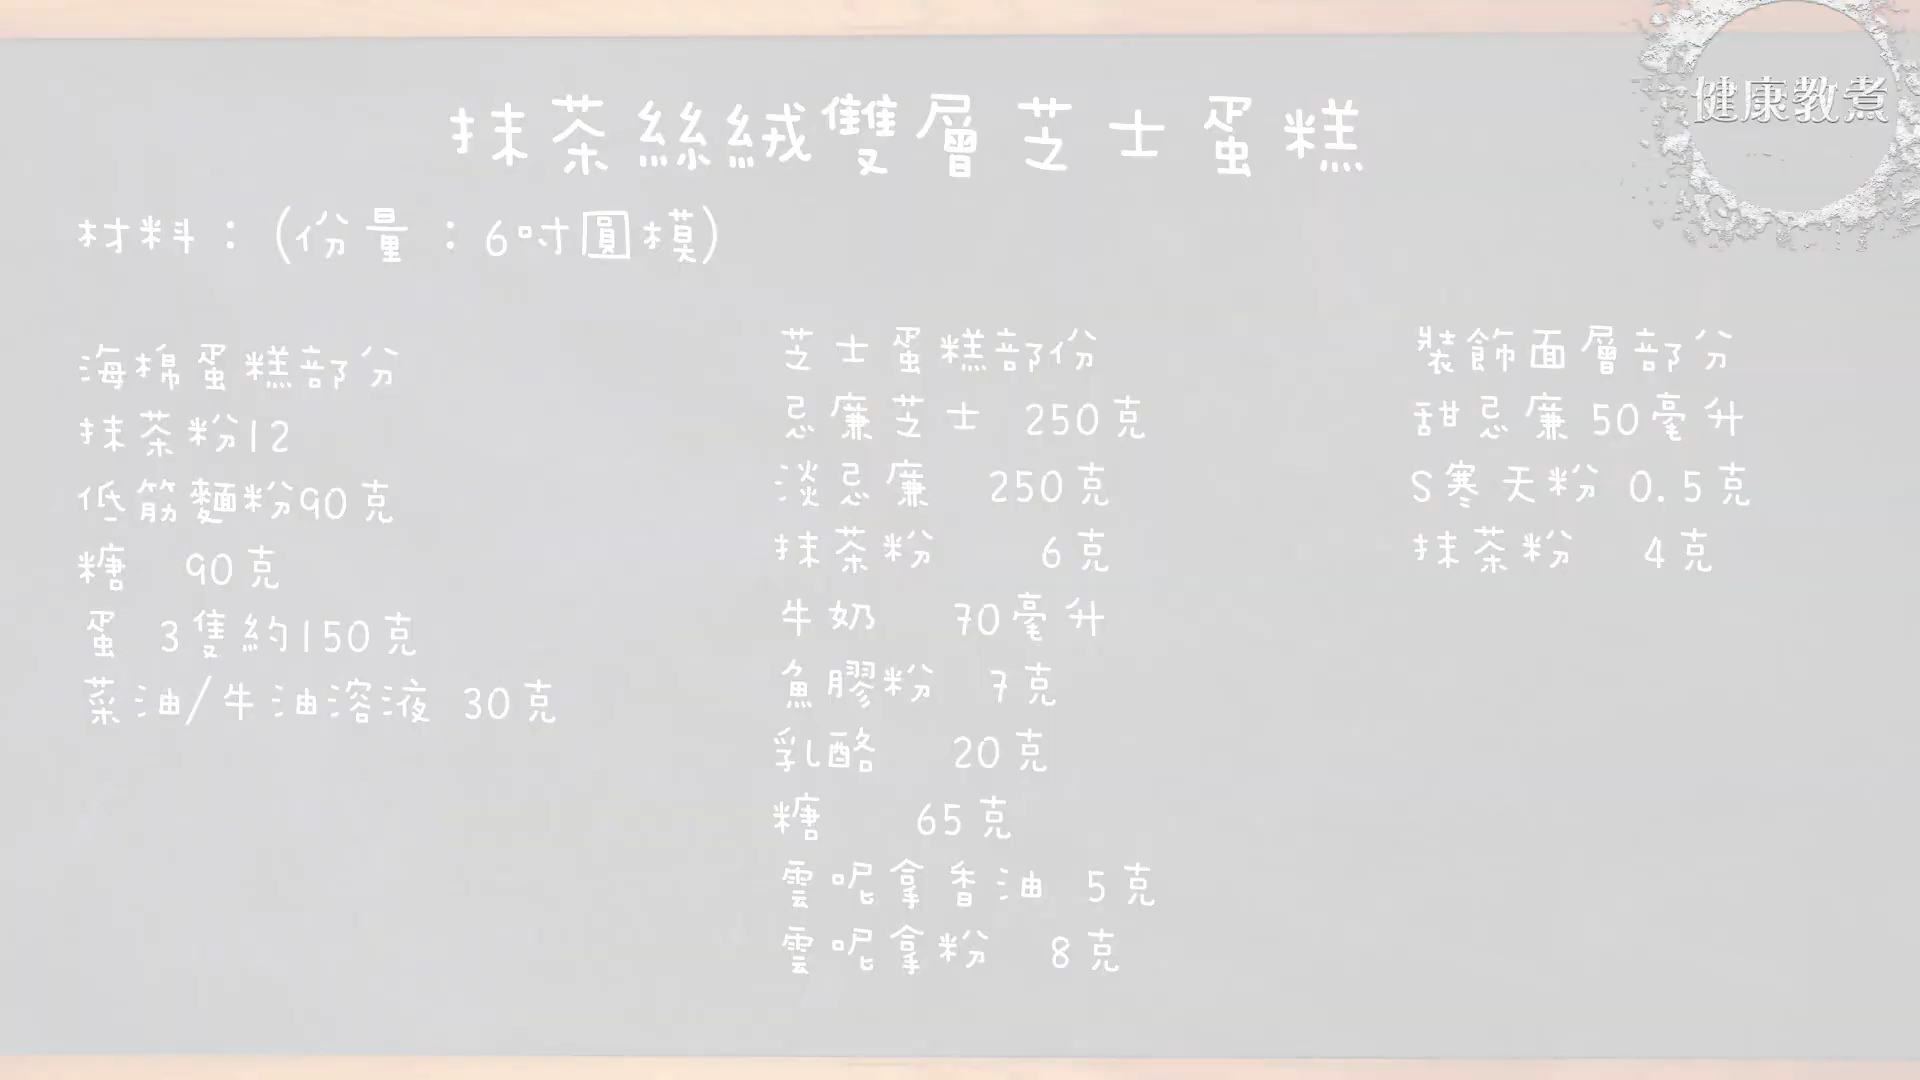 抹茶絲絨雙層芝士蛋糕
健康教煮
材料：(份量：6吋圓模)
海棉蛋糕部分
抹茶粉12
低筋麵粉90克
糖 90克
蛋 3隻約150克
菜油/牛油溶液 30克
芝士蛋糕部份
忌廉芝士 250克
淡忌廉 250克
抹茶粉 6克
牛奶 70毫升
魚膠粉 7克
乳酪 20克
糖 65克
雲呢拿香油 5克
雲呢拿粉 8克
裝飾面層部分
甜忌廉 50毫升
S寒天粉 0.5克
抹茶粉 4克